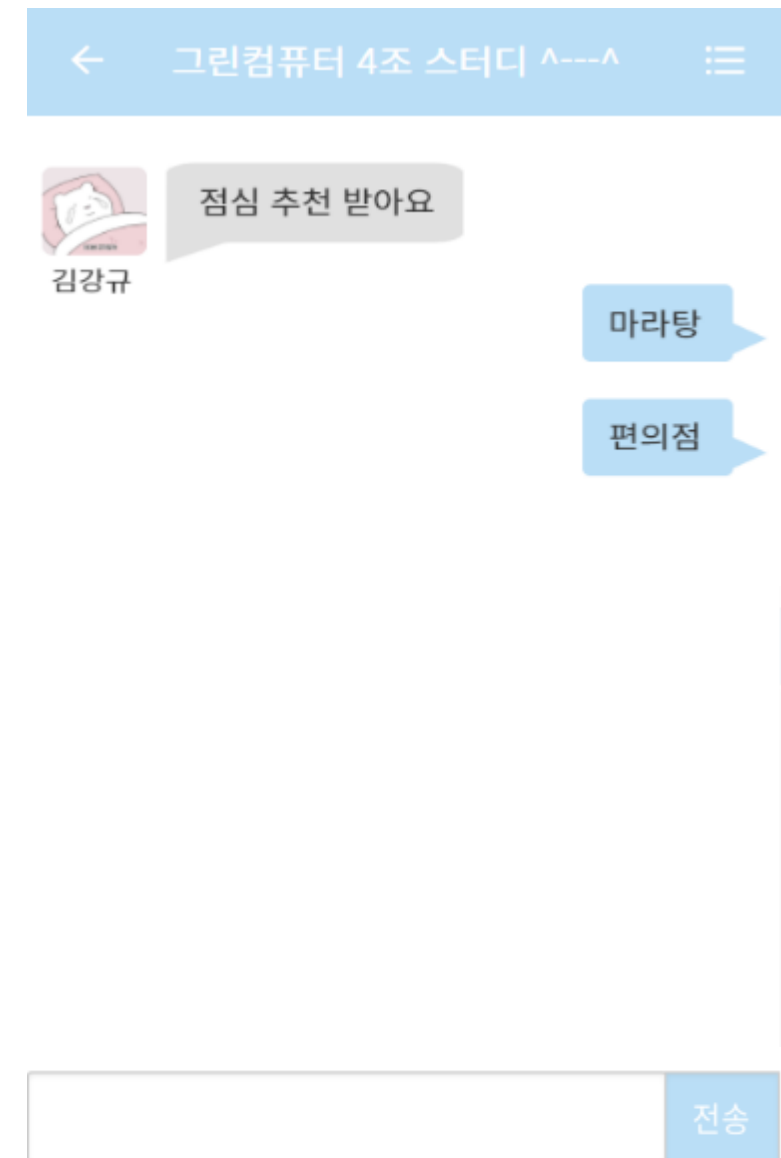 그린컴퓨터 4조 스터디 ^---^
점심 추천 받아요
김강규
마라탕
편의점
전송